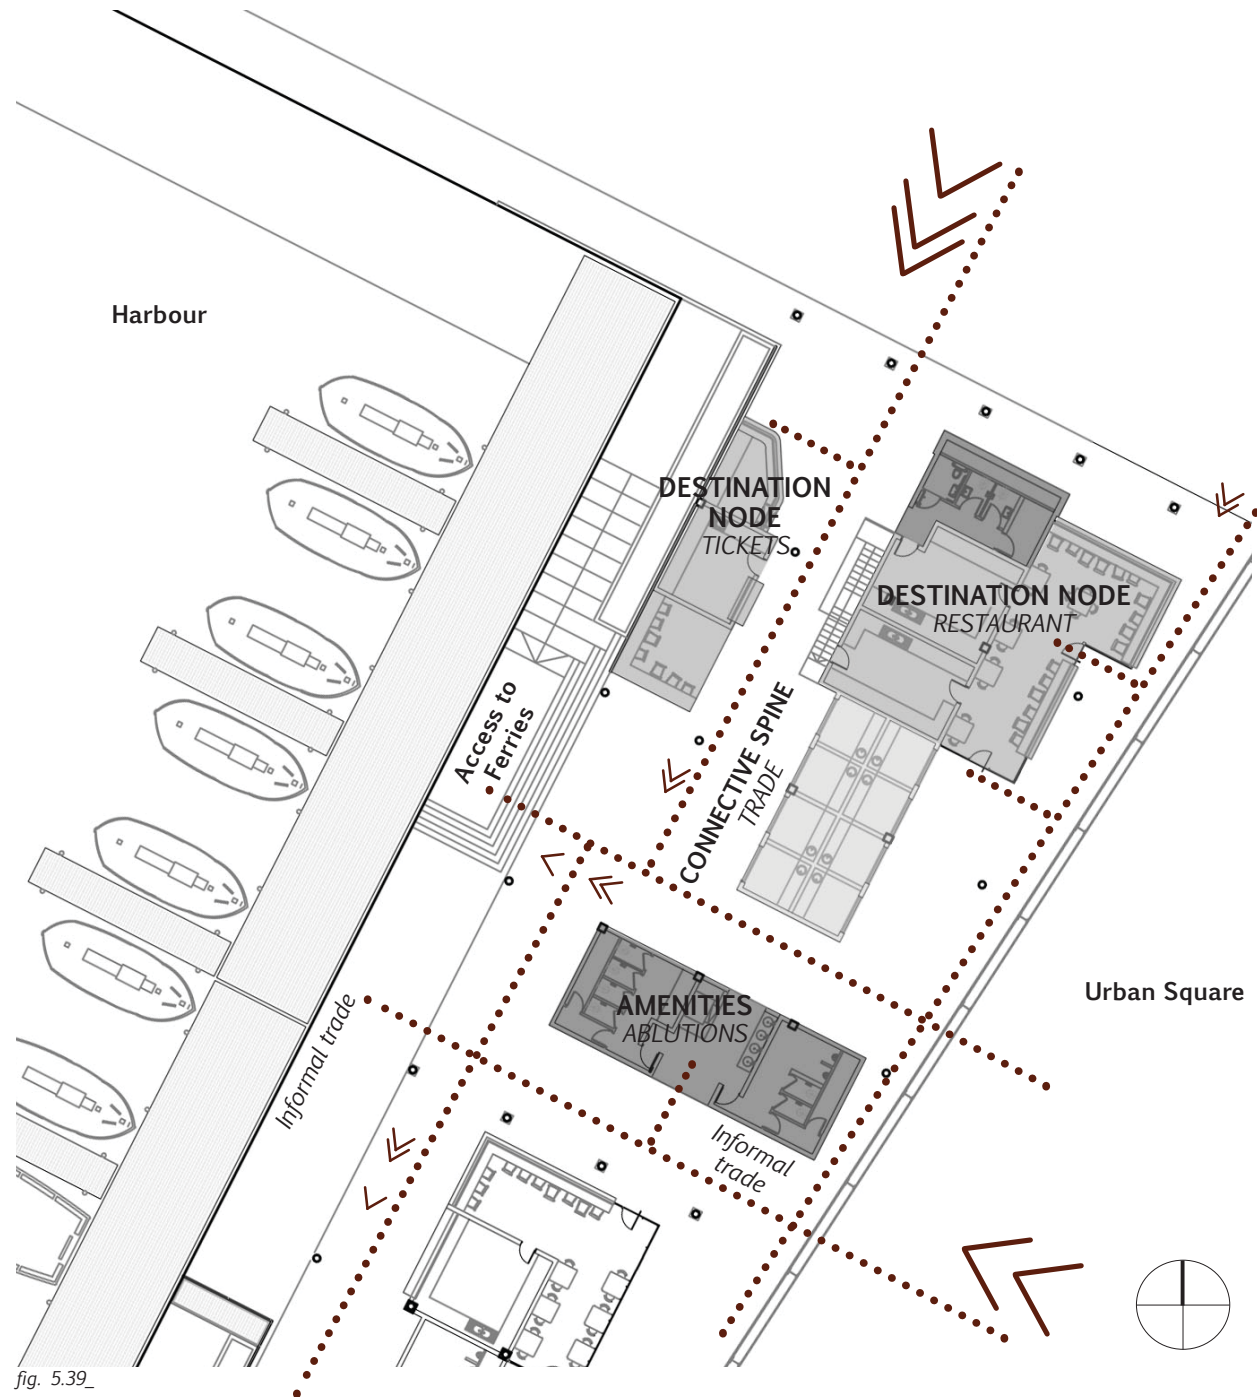 Harbour
DESTINATION
NODE
TICKETS
DESTINATION NODE
RESTAURANT
Access to
Ferries
CONNECTIVE SPINE
TRADE
Urban Square
AMENITIES
ABLUTIONS
Informal trade
Informal
trade
fig. 5.39_